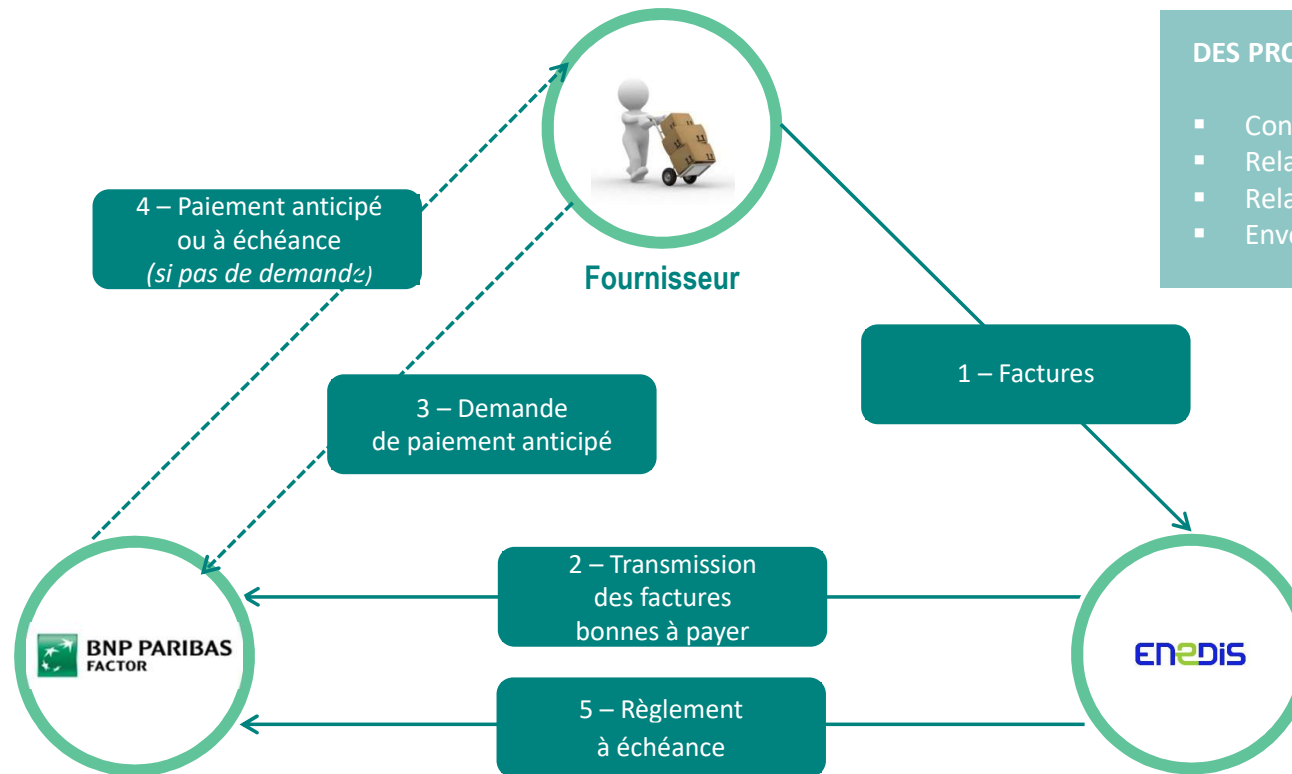 DES PRO
Con
Rela
Rela
Enve
4 – Paiement anticipé
ou à échéance
(si pas de demande)
Fournisseur
1 – Factures
3 – Demande
de paiement anticipé
2 – Transmission
des factures
bonnes à payer
BNP PARIBAS
FACTOR
ENEDIS
5 – Règlement
à échéance